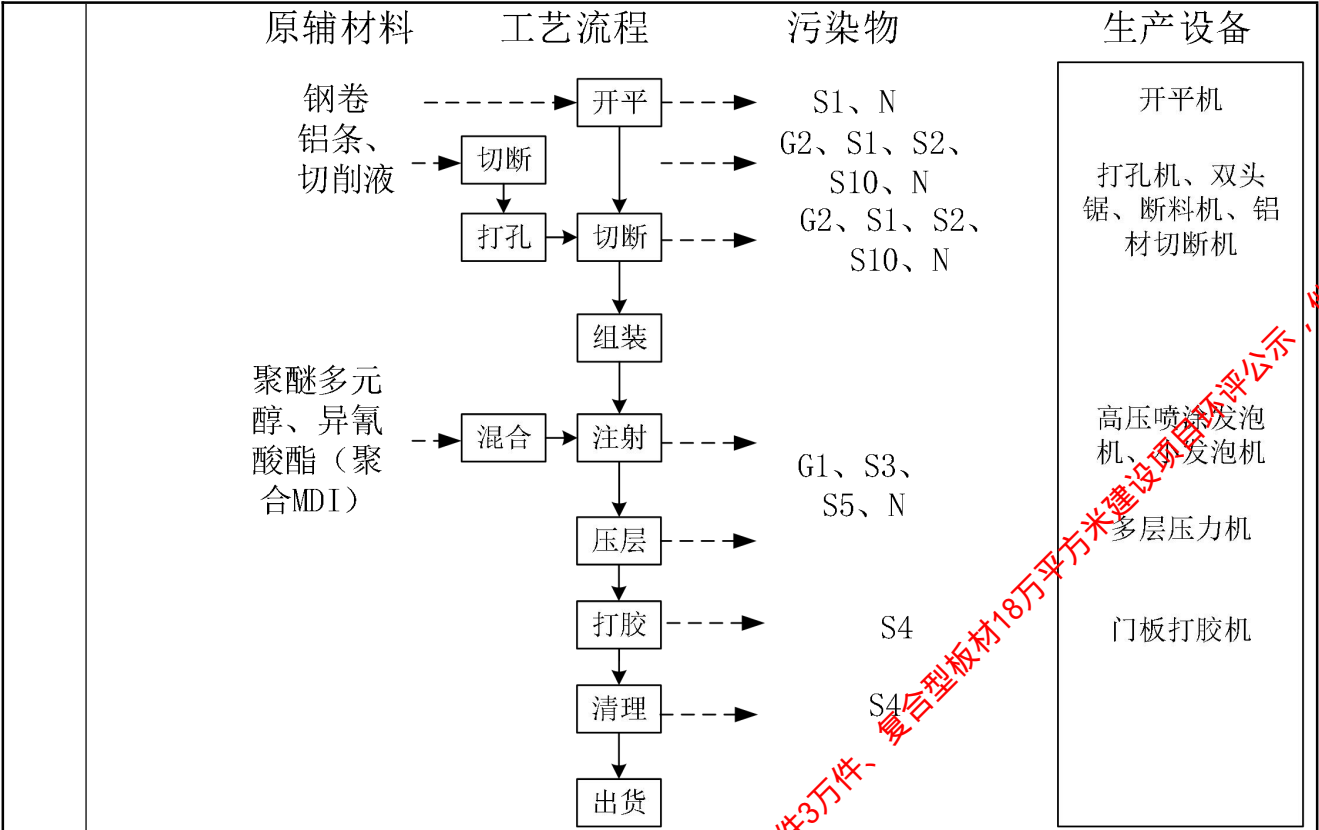 原辅材料 工艺流程 污染物 生产设备
钢卷 开平 S1、N 开平机
铝条、
切削液
切断
G2、S1、S2、
S10、N
打孔 切断
G2、S1、S2、
S10、N
打孔机、双头
锯、断料机、铝
材切断机
组装
聚醚多元
醇、异氰
酸酯（聚
合MDI）
混合 注射
G1、S3、
S5、N
高压喷涂发泡
机、发泡机
压层 多层压力机
打胶 S4 门板打胶机
清理 S4
出货
件3万件、复合型板材18万平方米建设项目环评公示，